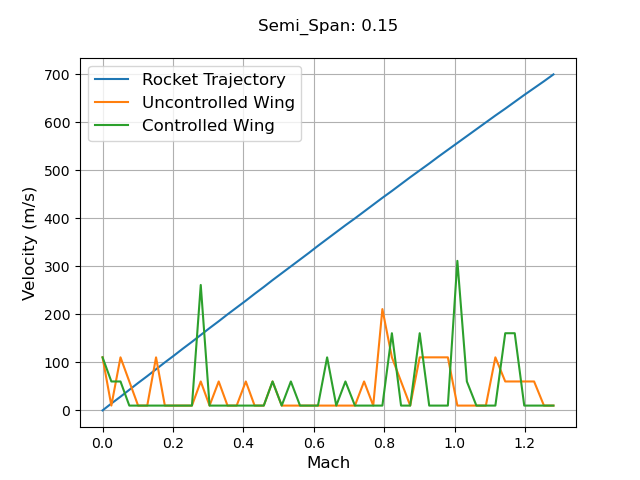 Semi_Span: 0.15
Rocket Trajectory
Uncontrolled Wing
Controlled Wing
700
600
500
400
300
200
100
0
Velocity (m/s)
0.0 0.2 0.4 0.6 0.8 1.0 1.2
Mach